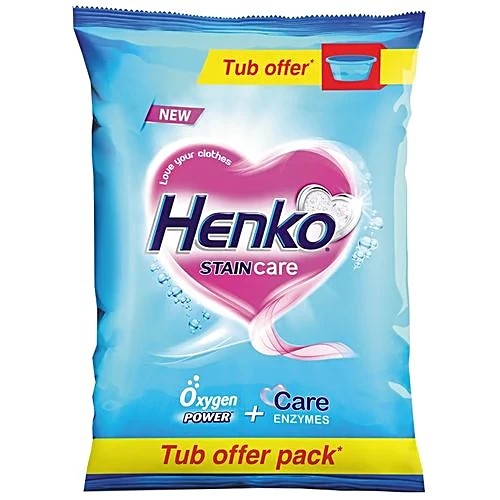 Tub offer*
NEW
Love your clothes
Henko
STAINcare
Oxygen
POWER
+
Care
ENZYMES
Tub offer pack*